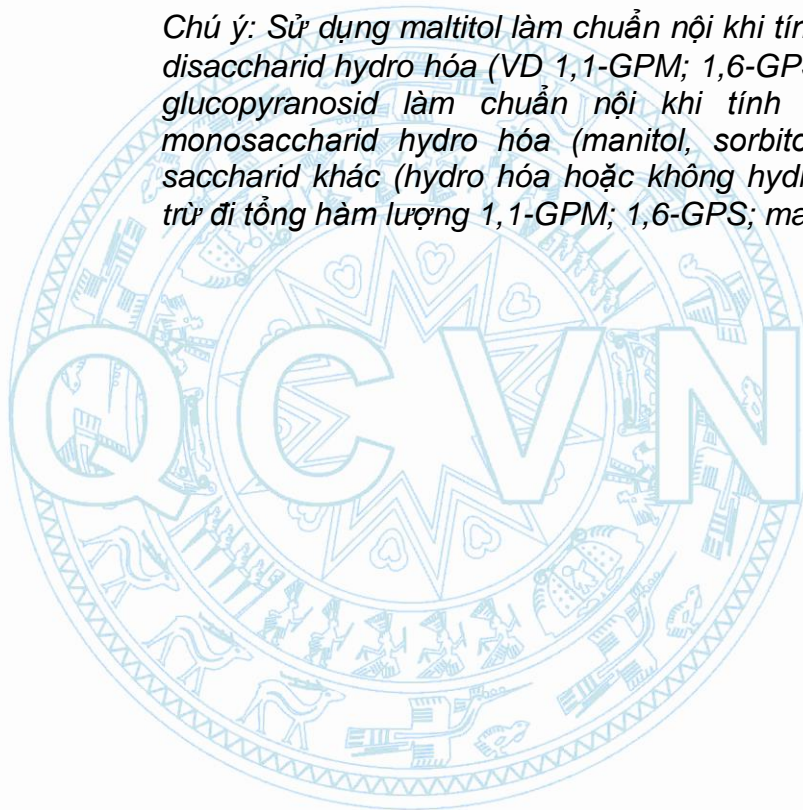 Chú ý: Sử dụng maltitol làm chuẩn nội khi tín
disaccharid hydro hóa (VD 1,1-GPM; 1,6-GPS
glucopyranosid làm chuẩn nội khi tính
monosaccharid hydro hóa (manitol, sorbito
saccharid khác (hydro hóa hoặc không hydr
trừ đi tổng hàm lượng 1,1-GPM; 1,6-GPS; ma
QCVN